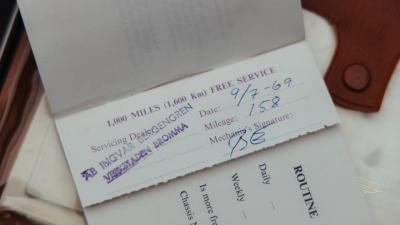 1,000 MILES (1,600 Km) FREE SERVICE
Servicing Dealer
AB INGVAR BERGENGREN
VERKSTADEN BROMMA
Date: 9/7-69
Mileage: 158
Mechanic's Signature:
ROUTINE
Daily
Weekly
Is more fre
Chassis N